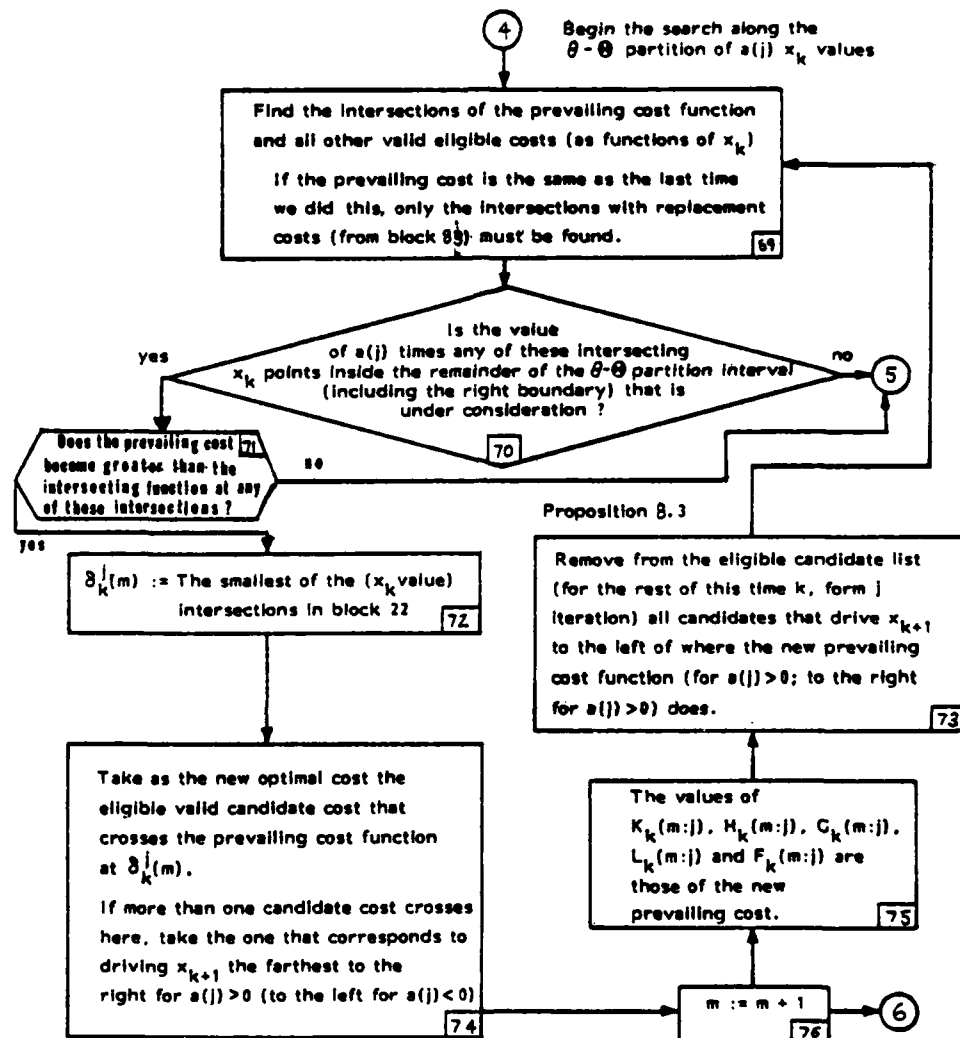 4
Begin the search along the
θ-Θ partition of a(j) x_k values
Find the intersections of the prevailing cost function
and all other valid eligible costs (as functions of x_k)
If the prevailing cost is the same as the last time
we did this, only the intersections with replacement
costs (from block must be found.
69
Is the value
of a(j) times any of these intersecting
x_k points inside the remainder of the θ-Θ partition interval
(including the right boundary) that is
under consideration ?
70
yes
no
5
Does the prevailing cost
become greater than the
intersecting function at any
of these intersections ?
71
no
yes
∂_k^j(m) := The smallest of the (x_k value)
intersections in block 22
72
Proposition 8.3
Remove from the eligible candidate list
(for the rest of this time k, form j
iteration) all candidates that drive x_{k+1}
to the left of where the new prevailing
cost function (for a(j)>0; to the right
for a(j)>0) does.
73
Take as the new optimal cost the
eligible valid candidate cost that
crosses the prevailing cost function
at ∂_k^j(m).
If more than one candidate cost crosses
here, take the one that corresponds to
driving x_{k+1} the farthest to the
right for a(j)>0 (to the left for a(j)<0)
74
The values of
K_k(m:j), H_k(m:j), G_k(m:j),
L_k(m:j) and F_k(m:j) are
those of the new
prevailing cost.
75
m := m + 1
76
6